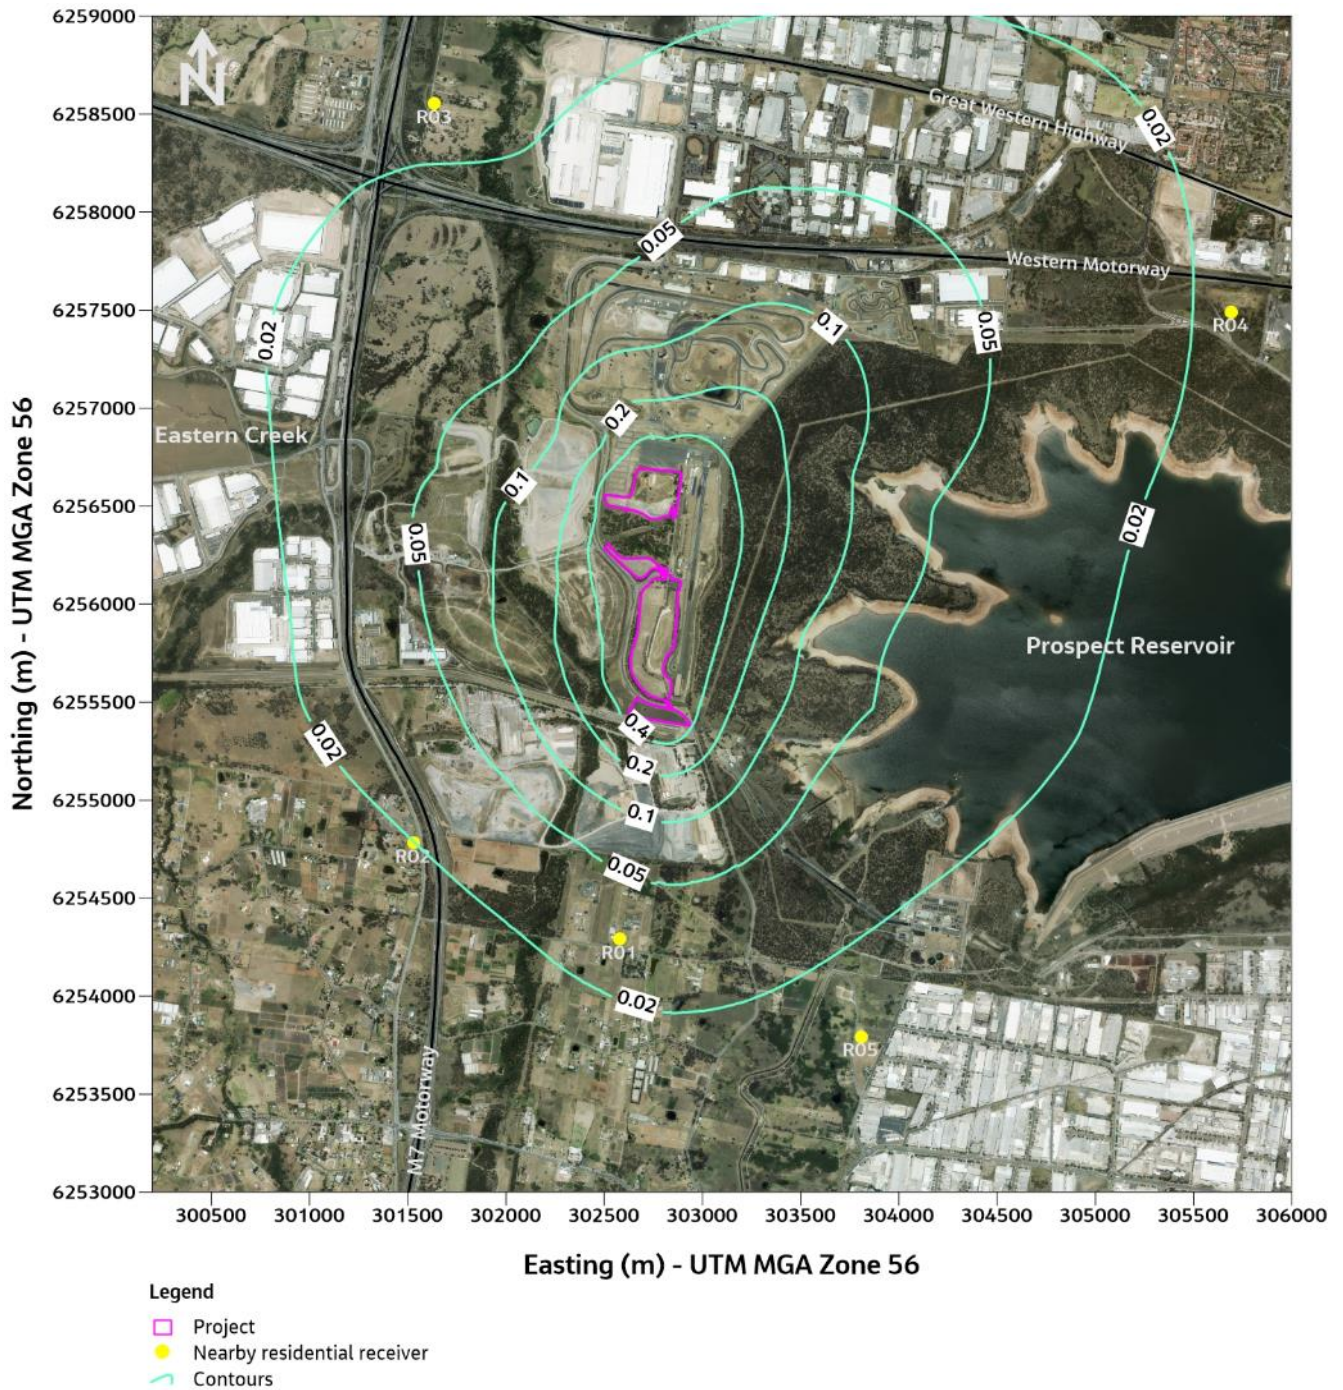 6259000
6258500
6258000
6257500
6257000
6256500
6256000
6255500
6255000
6254500
6254000
6253500
6253000
Northing (m) - UTM MGA Zone 56
N
R03
Great Western Highway
0.02
0.05
Western Motorway
R04
0.02
0.1
0.05
0.2
Eastern Creek
0.1
0.05
0.02
Prospect Reservoir
0.4
0.02
0.2
0.1
R02
0.05
R01
0.02
R05
M7 Motorway
300500 301000 301500 302000 302500 303000 303500 304000 304500 305000 305500 306000
Easting (m) - UTM MGA Zone 56
Legend
Project
Nearby residential receiver
Contours